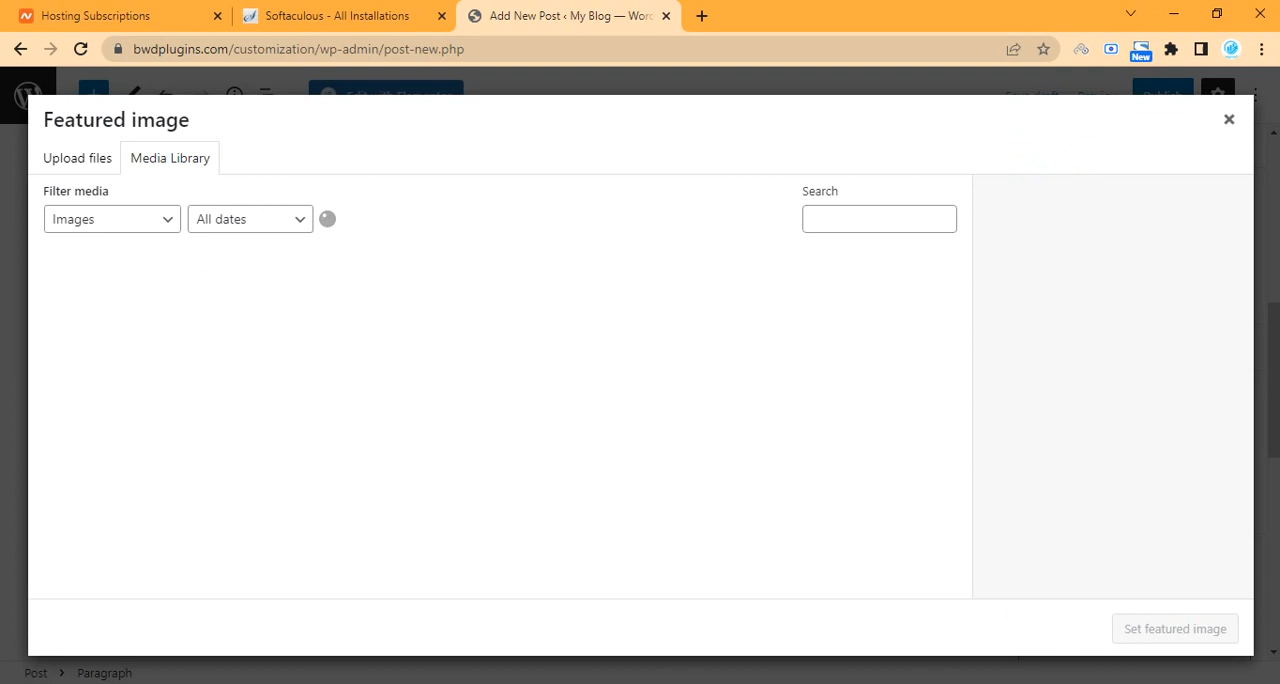 Hosting Subscriptions
Softaculous - All Installations
Add New Post ‹ My Blog — Worc
bwdplugins.com/customization/wp-admin/post-new.php
New
Featured image
Upload files
Media Library
Filter media
Images
All dates
Search
Set featured image
Post
Paragraph